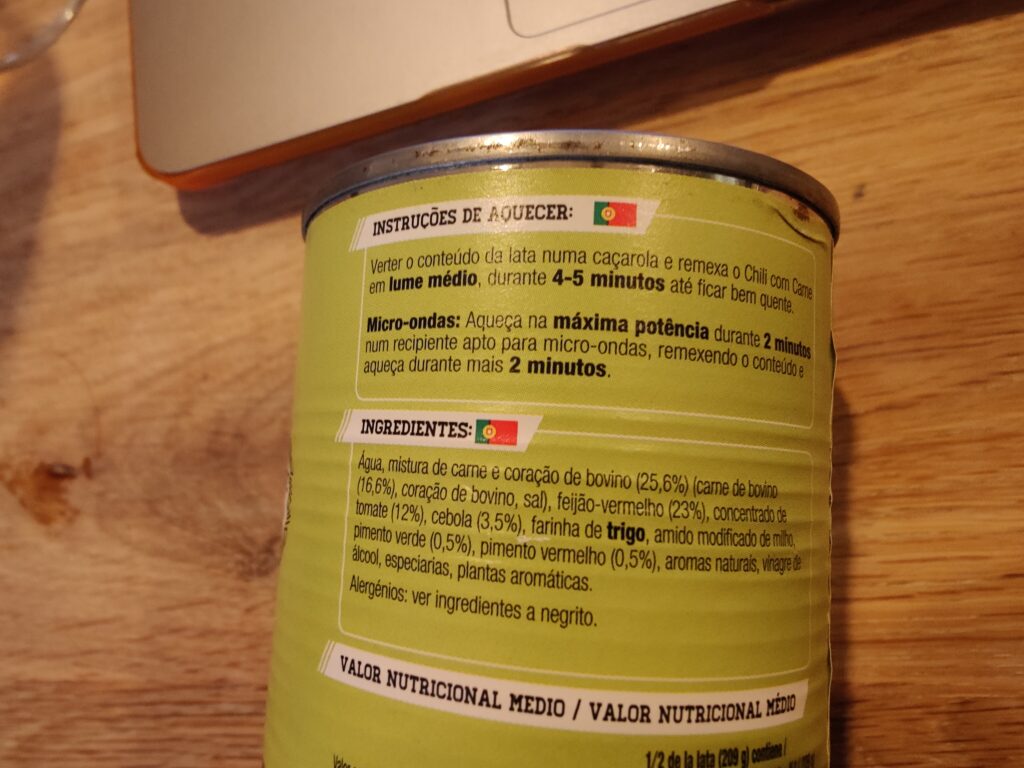 INSTRUÇÕES DE AQUECER:
Verter o conteúdo da lata numa caçarola e remexa o Chili com Carne
em lume médio, durante 4-5 minutos até ficar bem quente.
Micro-ondas: Aqueça na máxima potência durante 2 minutos
num recipiente apto para micro-ondas, remexendo o conteúdo e
aqueça durante mais 2 minutos.
INGREDIENTES:
Água, mistura de carne e coração de bovino (25,6%) (carne de bovino
(16,6%), coração de bovino, sal), feijão-vermelho (23%), concentrado de
tomate (12%), cebola (3,5%), farinha de trigo, amido modificado de milho,
pimento verde (0,5%), pimento vermelho (0,5%), aromas naturais, vinagre de
álcool, especiarias, plantas aromáticas.
Alergénios: ver ingredientes a negrito.
VALOR NUTRICIONAL MEDIO / VALOR NUTRICIONAL MÉDIO
1/2 de la lata (209 g) contiene /